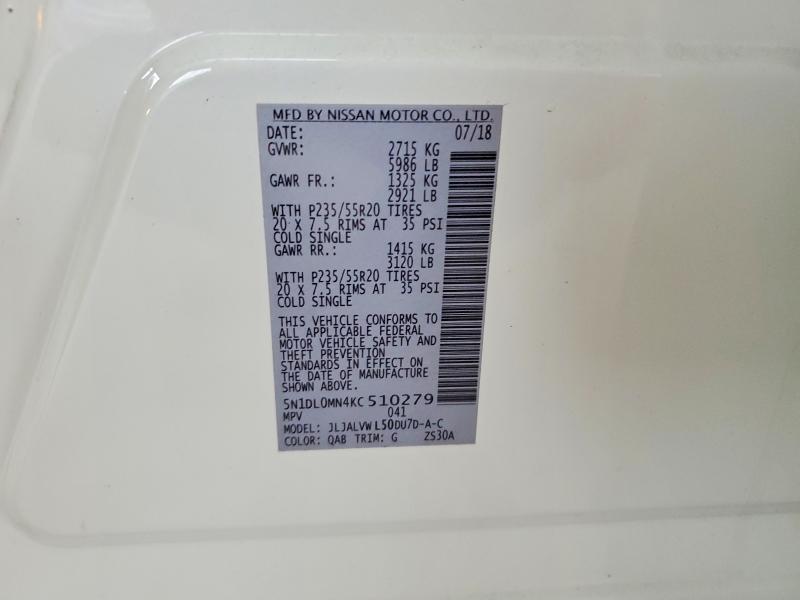 MFD BY NISSAN MOTOR CO., LTD.
DATE: 07/18
GVWR: 2715 KG
5986 LB
GAWR FR.: 1325 KG
2921 LB
WITH P235/55R20 TIRES
20 X 7.5 RIMS AT 35 PSI
COLD SINGLE
GAWR RR.: 1415 KG
3120 LB
WITH P235/55R20 TIRES
20 X 7.5 RIMS AT 35 PSI
COLD SINGLE
THIS VEHICLE CONFORMS TO
ALL APPLICABLE FEDERAL
MOTOR VEHICLE SAFETY AND
THEFT PREVENTION
STANDARDS IN EFFECT ON
THE DATE OF MANUFACTURE
SHOWN ABOVE.
5N1DL0MN4KC510279
MPV 041
MODEL: JLJALVWL50DU7D-A-C
COLOR: QAB TRIM: G ZS30A